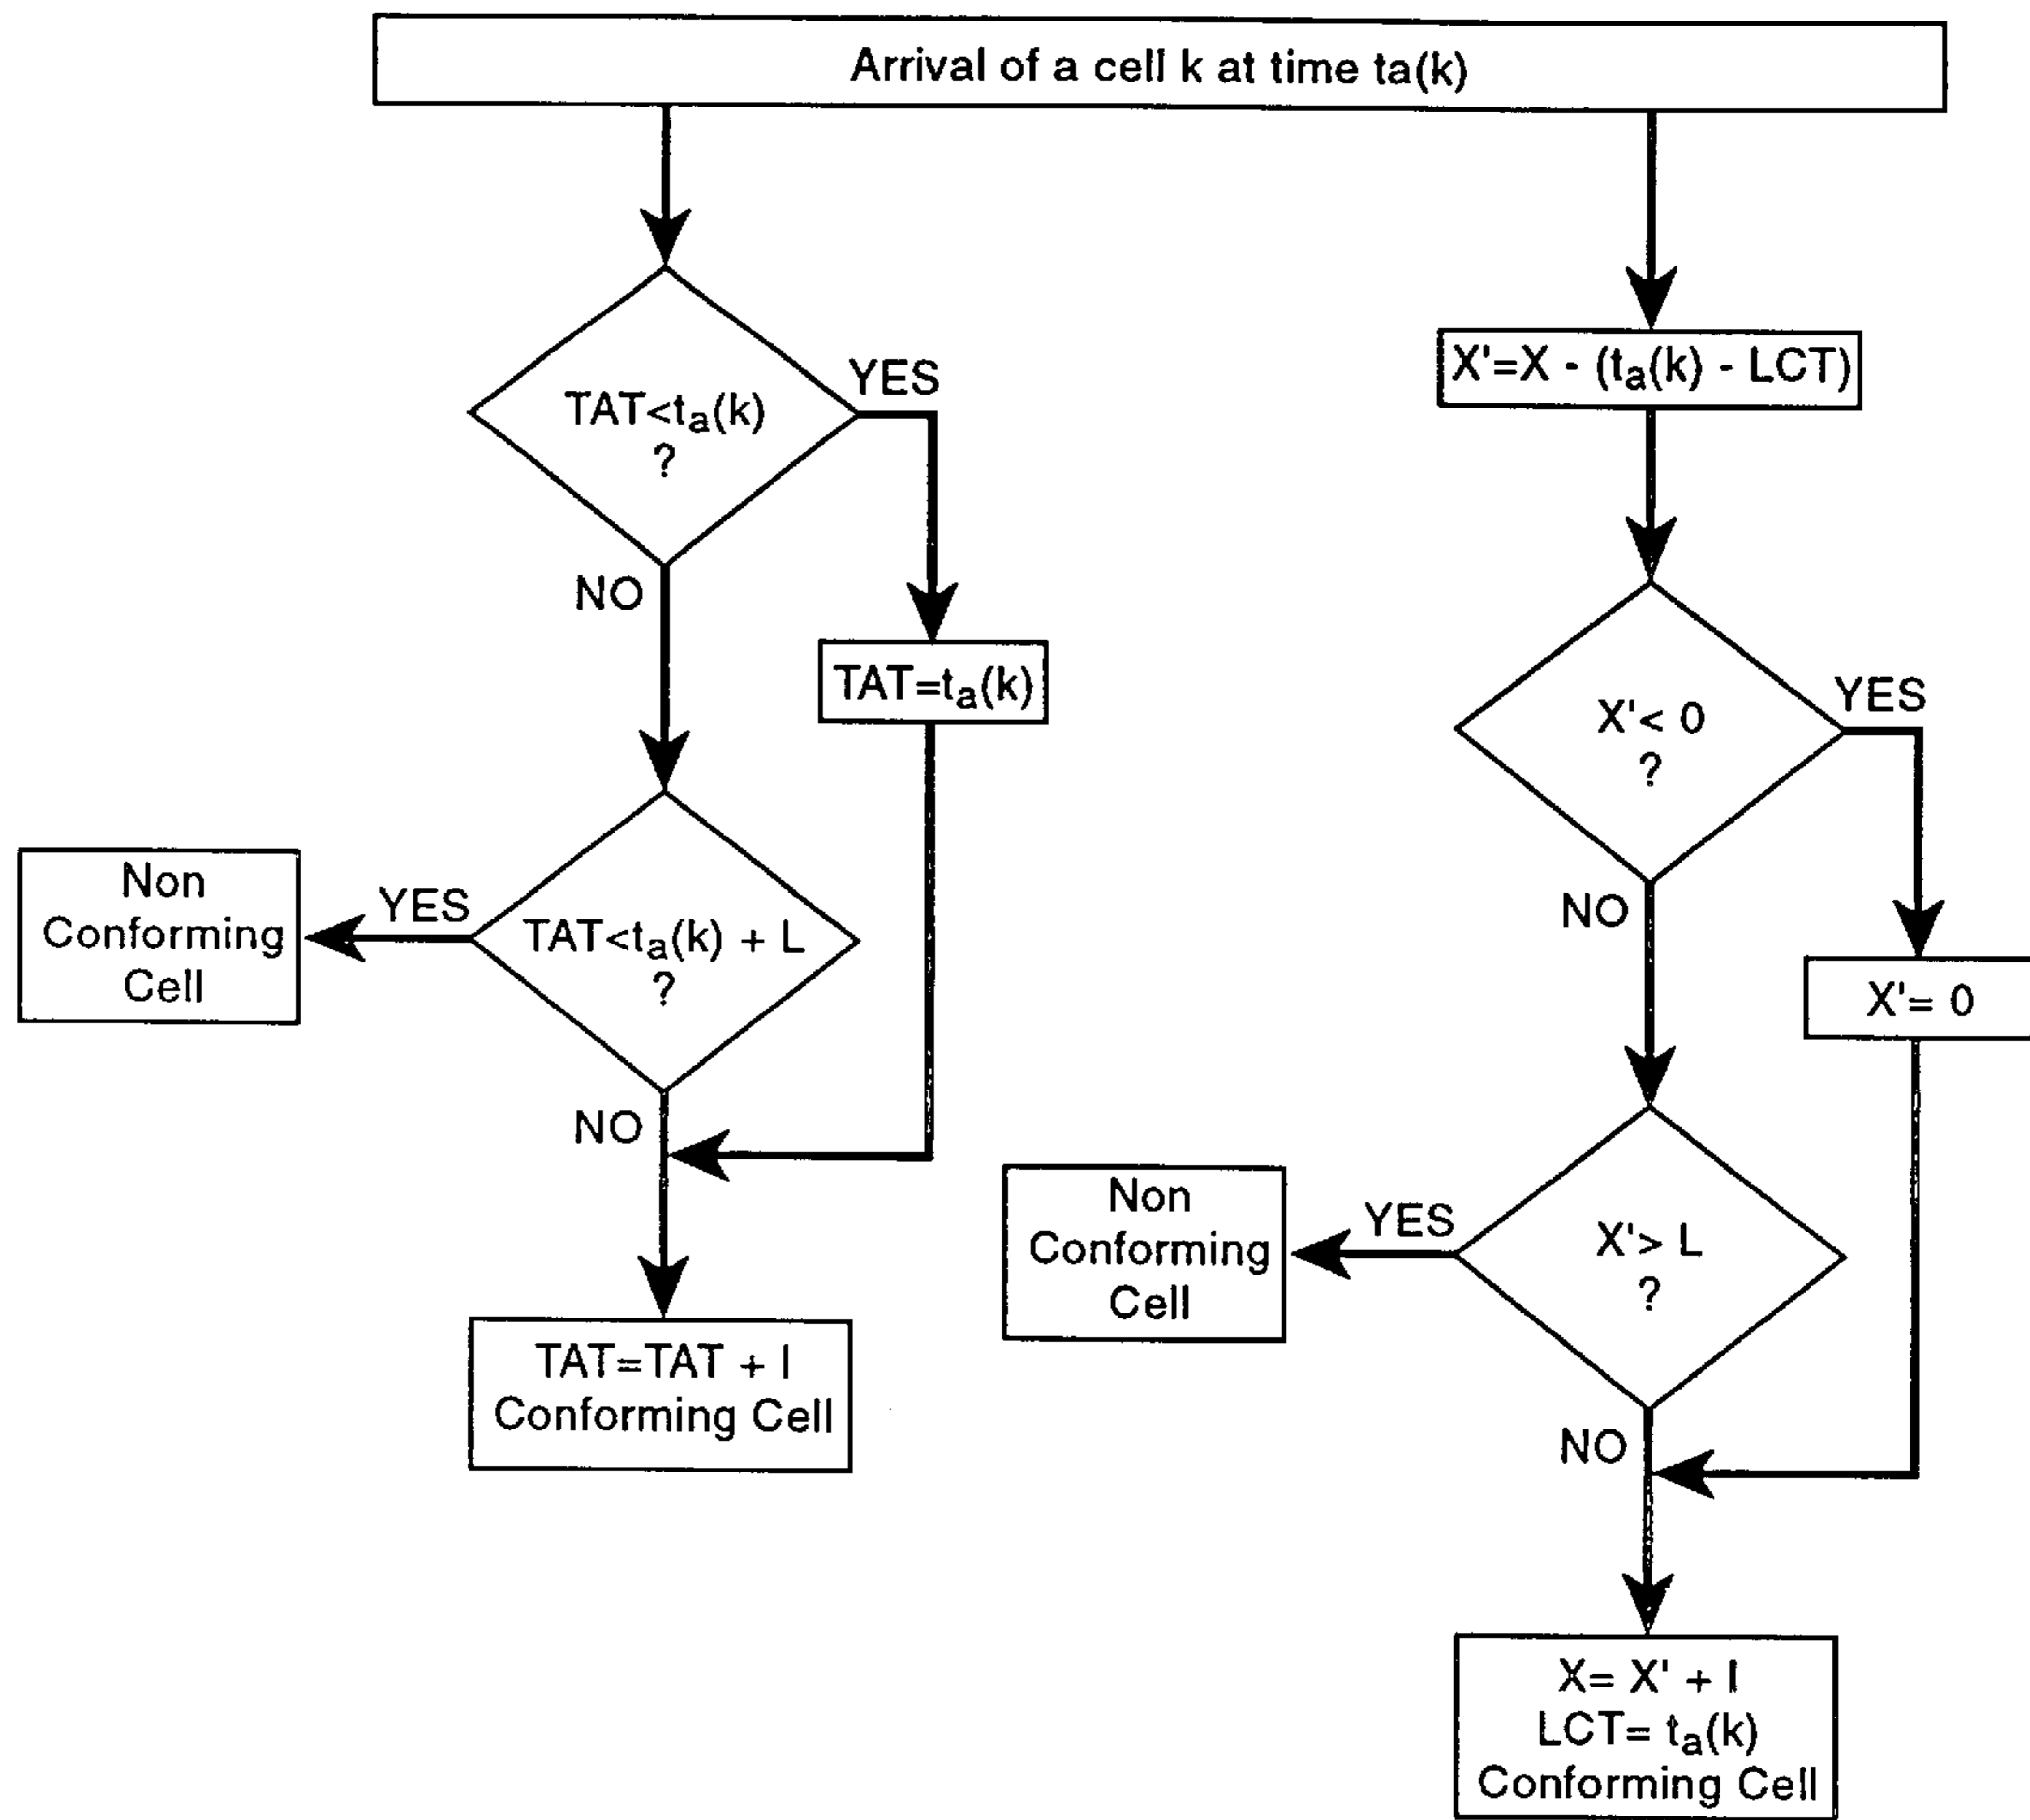 Arrival of a cell k at time ta(k)
TAT<ta(k)
?
YES
NO
TAT=ta(k)
TAT<ta(k) + L
?
YES
Non
Conforming
Cell
NO
TAT=TAT + I
Conforming Cell
X'=X - (ta(k) - LCT)
X'< 0
?
YES
NO
X'= 0
X'> L
?
YES
Non
Conforming
Cell
NO
X= X' + I
LCT= ta(k)
Conforming Cell